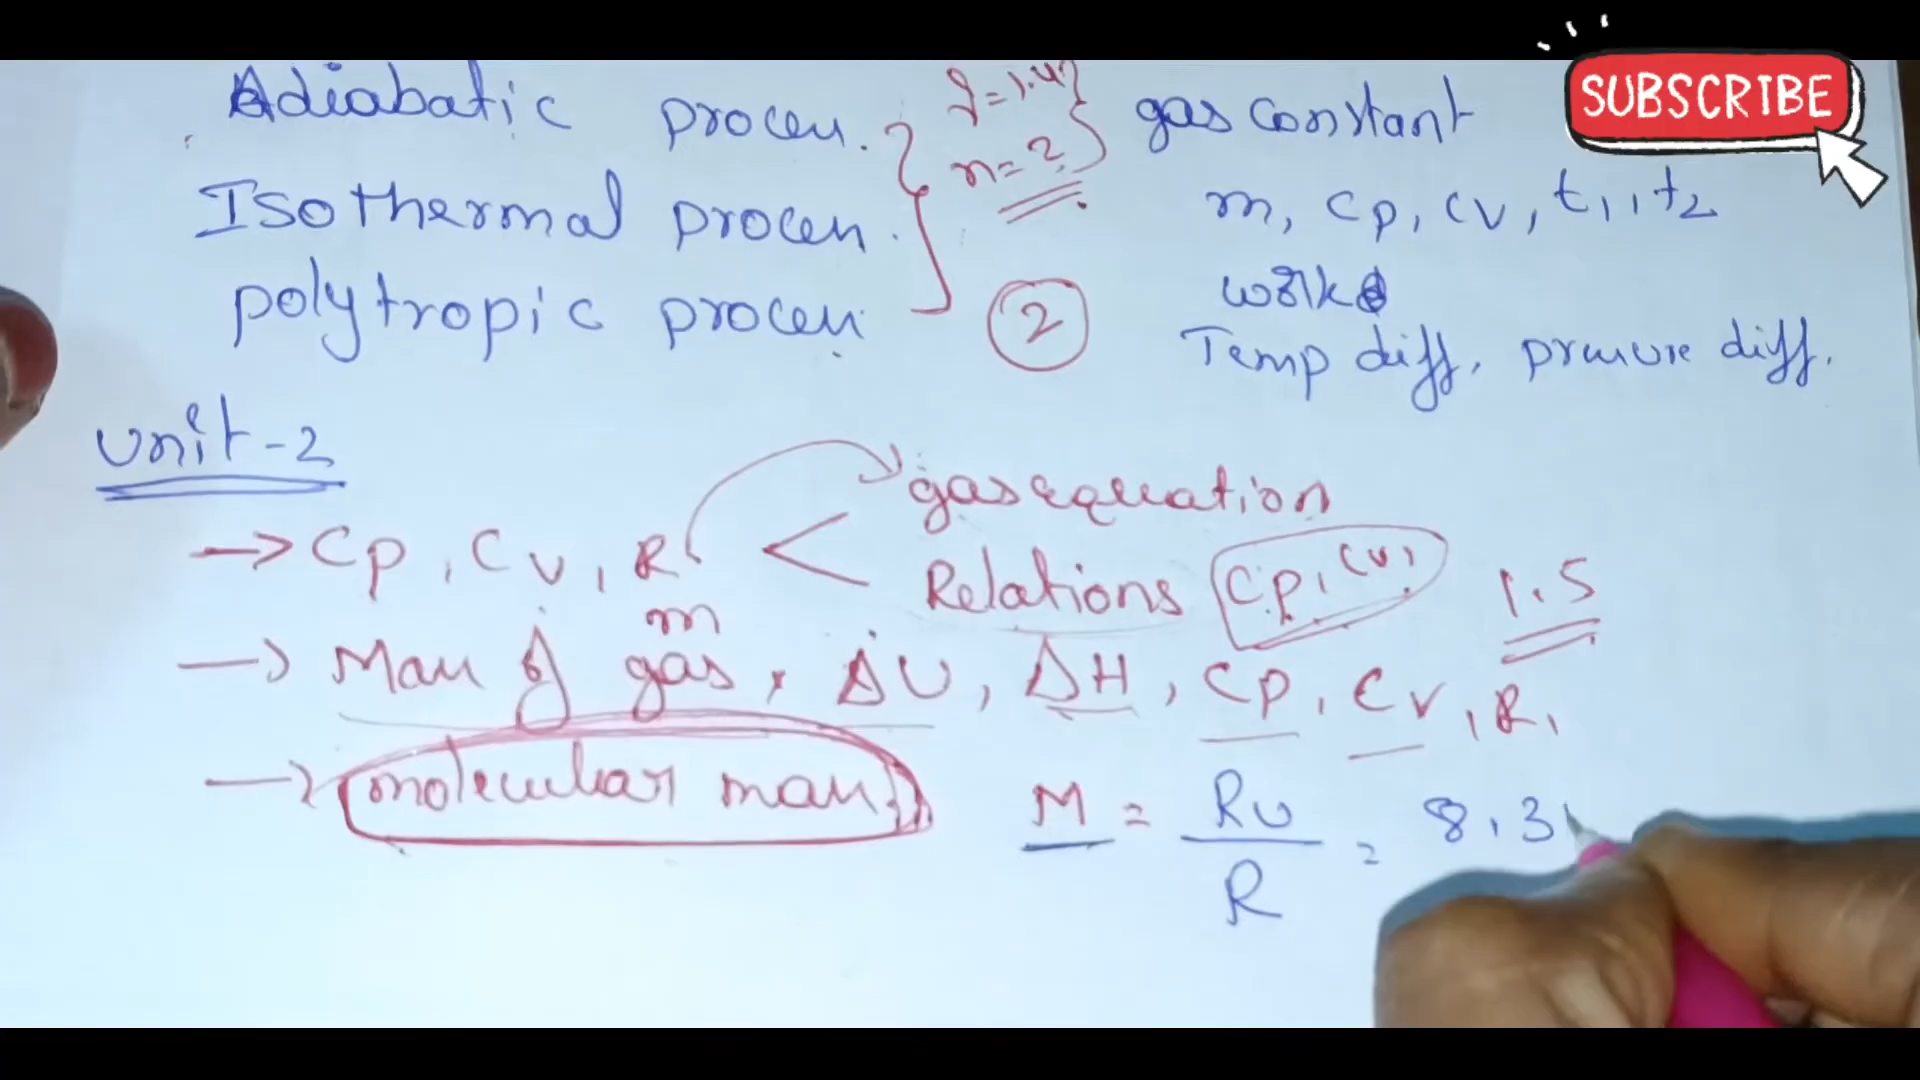 Adiabatic process. γ=1.4
n=2
gas constant
SUBSCRIBE
Isothermal process.
m, Cp, Cv, t1, t2
work
polytropic process
2
Temp diff, pressure diff.
Unit-2
gas equation
→ Cp, Cv, R <
Relations Cp, Cv,
1.5
m
→ Mass of gas, ΔU, ΔH, Cp, Cv, R,
→ molecular mass
M = Ru / R = 8.31